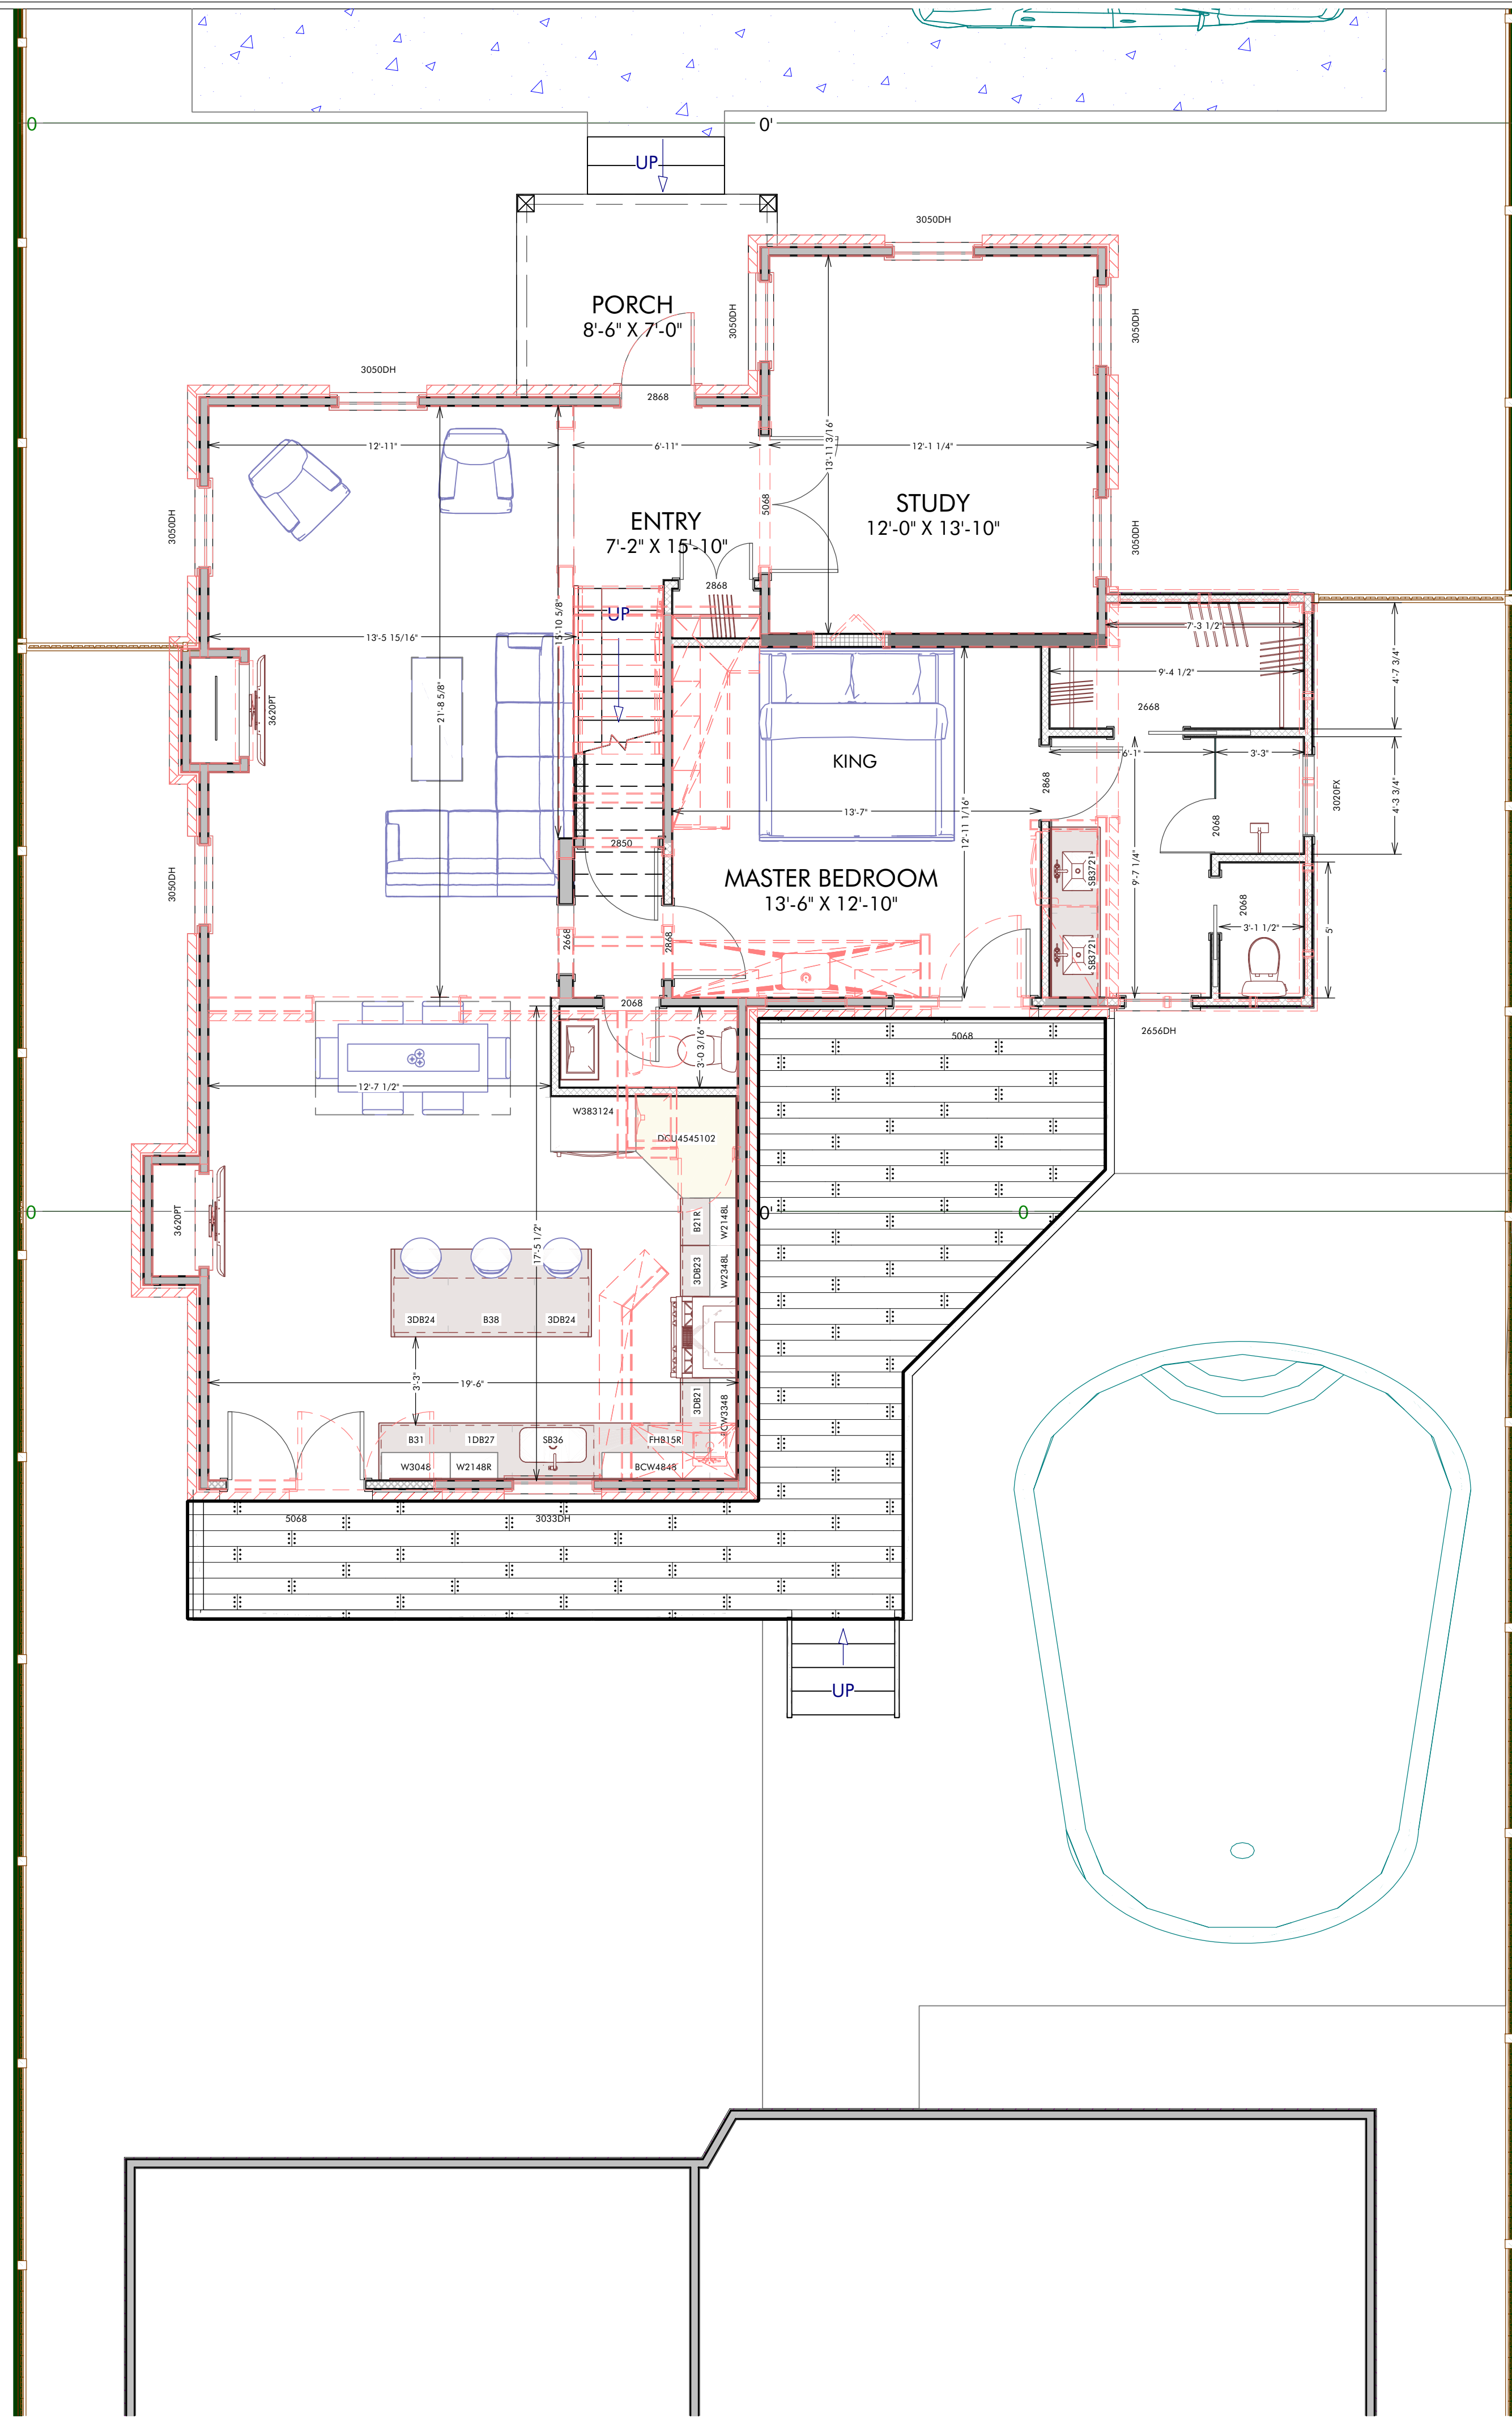 0
0'
UP
3050DH
PORCH
8'-6" X 7'-0"
3050DH
3050DH
3050DH
2868
12'-11"
6'-11"
13'-11 3/16"
12'-1 1/4"
5068
STUDY
12'-0" X 13'-10"
ENTRY
7'-2" X 15'-10"
3050DH
3050DH
2868
UP
15'-10 5/8"
13'-5 15/16"
7'-3 1/2"
4'-7 3/4"
9'-4 1/2"
2668
3620PT
21'-8 5/8"
KING
6'-1"
3'-3"
2868
3020FX
4'-3 3/4"
13'-7"
12'-11 1/16"
2068
2850
9'-7 1/4"
SB3721
3050DH
MASTER BEDROOM
13'-6" X 12'-10"
2068
3'-1 1/2"
5'
2668
2868
SB3721
2068
5068
2656DH
3'-0 3/16"
12'-7 1/2"
W383124
DCU4545102
3620PT
0
0'
0
B21R
W2148L
17'-5 1/2"
3DB23
W2348L
3DB24
B38
3DB24
3'-3"
19'-6"
3DB21
BCW3348
B31
1DB27
SB36
FHB15R
W3048
W2148R
BCW4848
5068
3033DH
UP